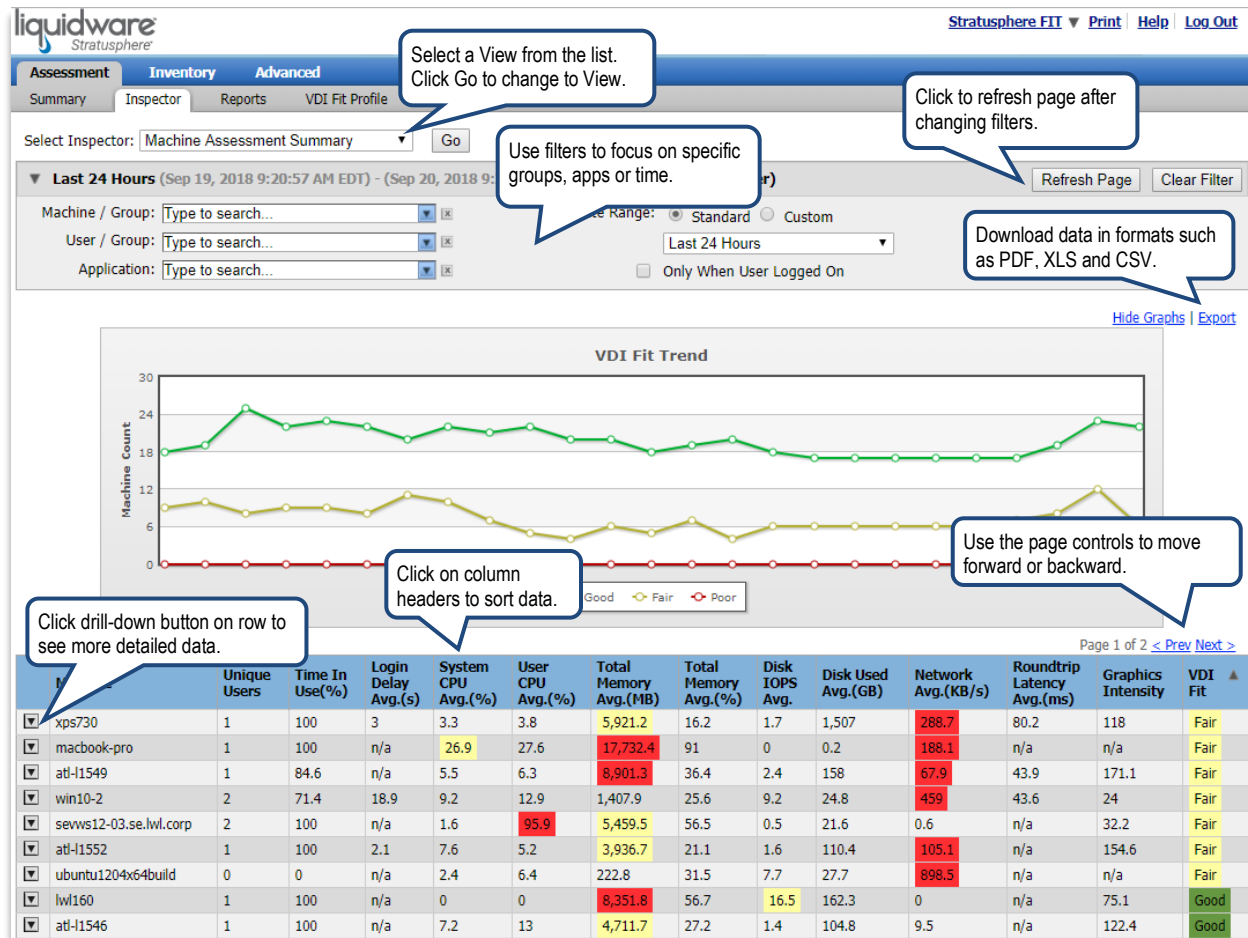 liquidware
Stratusphere
Stratusphere FIT ▼ Print Help Log Out
Select a View from the list.
Click Go to change to View.
Assessment Inventory Advanced
Summary Inspector Reports VDI Fit Profile
Click to refresh page after
changing filters.
Select Inspector: Machine Assessment Summary ▼ Go
Use filters to focus on specific
groups, apps or time.
▼ Last 24 Hours (Sep 19, 2018 9:20:57 AM EDT) - (Sep 20, 2018 9:
Refresh Page Clear Filter
Machine / Group: Type to search...
Range: Standard Custom
User / Group: Type to search...
Last 24 Hours ▼
Application: Type to search...
Only When User Logged On
Download data in formats such
as PDF, XLS and CSV.
Hide Graphs | Export
VDI Fit Trend
30
24
18
12
6
0
Machine Count
Good Fair Poor
Click on column
headers to sort data.
Use the page controls to move
forward or backward.
Click drill-down button on row to
see more detailed data.
Page 1 of 2 < Prev Next >
Unique Users Time In Use(%) Login Delay Avg.(s) System CPU Avg.(%) User CPU Avg.(%) Total Memory Avg.(MB) Total Memory Avg.(%) Disk IOPS Avg. Disk Used Avg.(GB) Network Avg.(KB/s) Roundtrip Latency Avg.(ms) Graphics Intensity VDI Fit ▲
xps730 1 100 3 3.3 3.8 5,921.2 16.2 1.7 1,507 288.7 80.2 118 Fair
macbook-pro 1 100 n/a 26.9 27.6 17,732.4 91 0 0.2 188.1 n/a n/a Fair
atl-l1549 1 84.6 n/a 5.5 6.3 8,901.3 36.4 2.4 158 67.9 43.9 171.1 Fair
win10-2 2 71.4 18.9 9.2 12.9 1,407.9 25.6 9.2 24.8 459 43.6 24 Fair
sevws12-03.se.lwl.corp 2 100 n/a 1.6 95.9 5,459.5 56.5 0.5 21.6 0.6 n/a 32.2 Fair
atl-l1552 1 100 2.1 7.6 5.2 3,936.7 21.1 1.6 110.4 105.1 n/a 154.6 Fair
ubuntu1204x64build 0 0 n/a 2.4 6.4 222.8 31.5 7.7 27.7 898.5 n/a n/a Fair
lwl160 1 100 n/a 0 0 8,351.8 56.7 16.5 162.3 0 n/a 75.1 Good
atl-l1546 1 100 n/a 7.2 13 4,711.7 27.2 1.4 104.8 9.5 n/a 122.4 Good